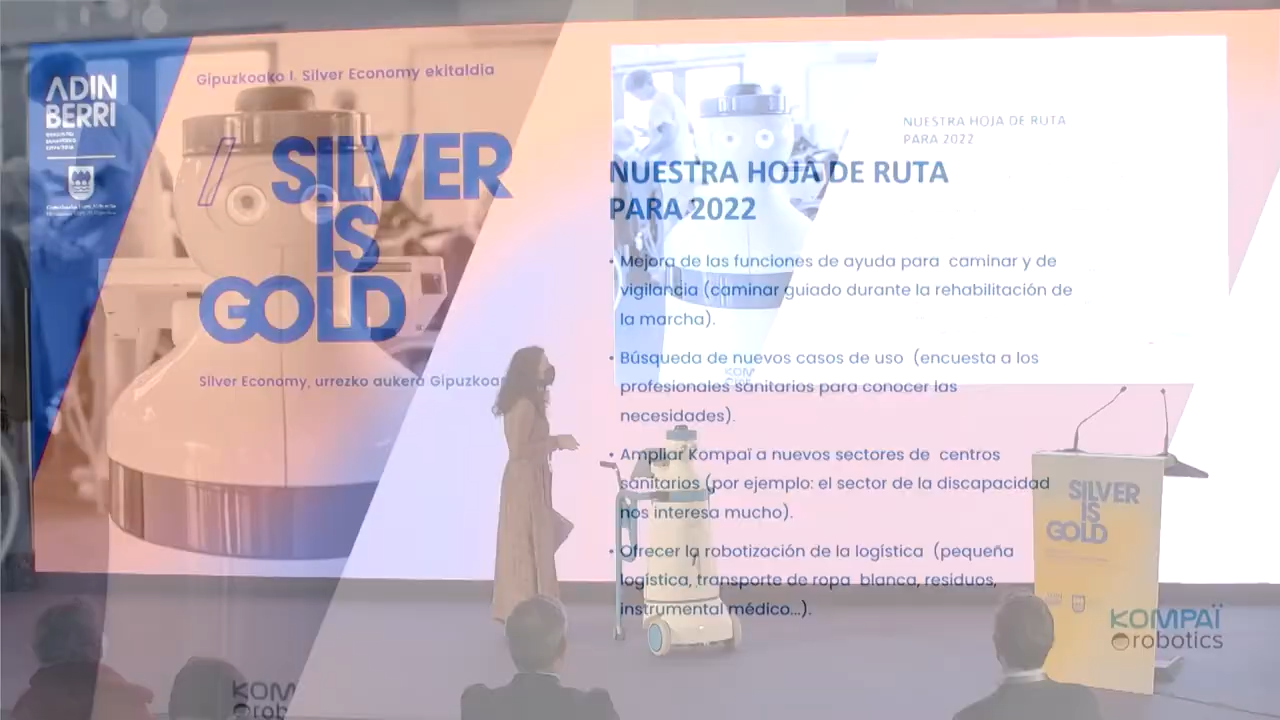 ADIN
BERRI
Gipuzkoako I. Silver Economy ekitaldia
/ SILVER
IS
GOLD
Silver Economy, urrezko aukera Gipuzkoa
NUESTRA HOJA DE RUTA
PARA 2022
NUESTRA HOJA DE RUTA
PARA 2022
• Mejora de las funciones de ayuda para caminar y de
vigilancia (caminar guiado durante la rehabilitación de
la marcha).
• Búsqueda de nuevos casos de uso (encuesta a los
profesionales sanitarios para conocer las
necesidades).
• Ampliar Kompaï a nuevos sectores de centros
sanitarios (por ejemplo: el sector de la discapacidad
nos interesa mucho).
• Ofrecer la robotización de la logística (pequeña
logística, transporte de ropa blanca, residuos,
instrumental médico...).
SILVER
IS
GOLD
KOMPAÏ
robotics
KOM
rob